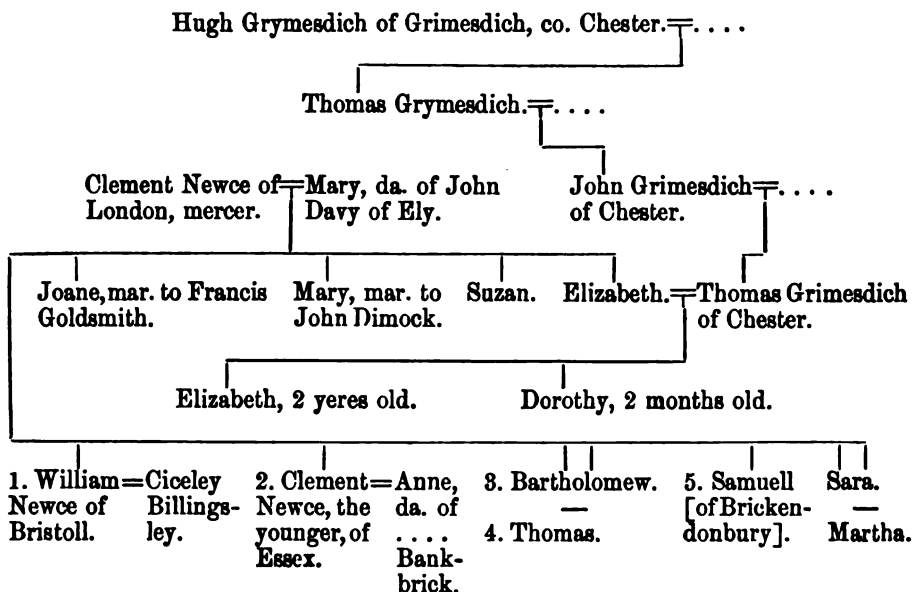 Hugh Grymesdich of Grimesdich, co. Chester.=. . . .
Thomas Grymesdich.=. . . .
Clement Newce of=Mary, da. of John
London, mercer. Davy of Ely.
John Grimesdich=. . . .
of Chester.
Joane, mar. to Francis
Goldsmith.
Mary, mar. to
John Dimock.
Suzan.
Elizabeth.=Thomas Grimesdich
of Chester.
Elizabeth, 2 yeres old.
Dorothy, 2 months old.
1. William=Ciceley
Newce of Billings-
Bristoll. ley.
2. Clement=Anne,
Newce, the da. of
younger, of . . . .
Essex. Bank-
brick.
3. Bartholomew.
—
4. Thomas.
5. Samuell
[of Bricken-
donbury].
Sara.
—
Martha.